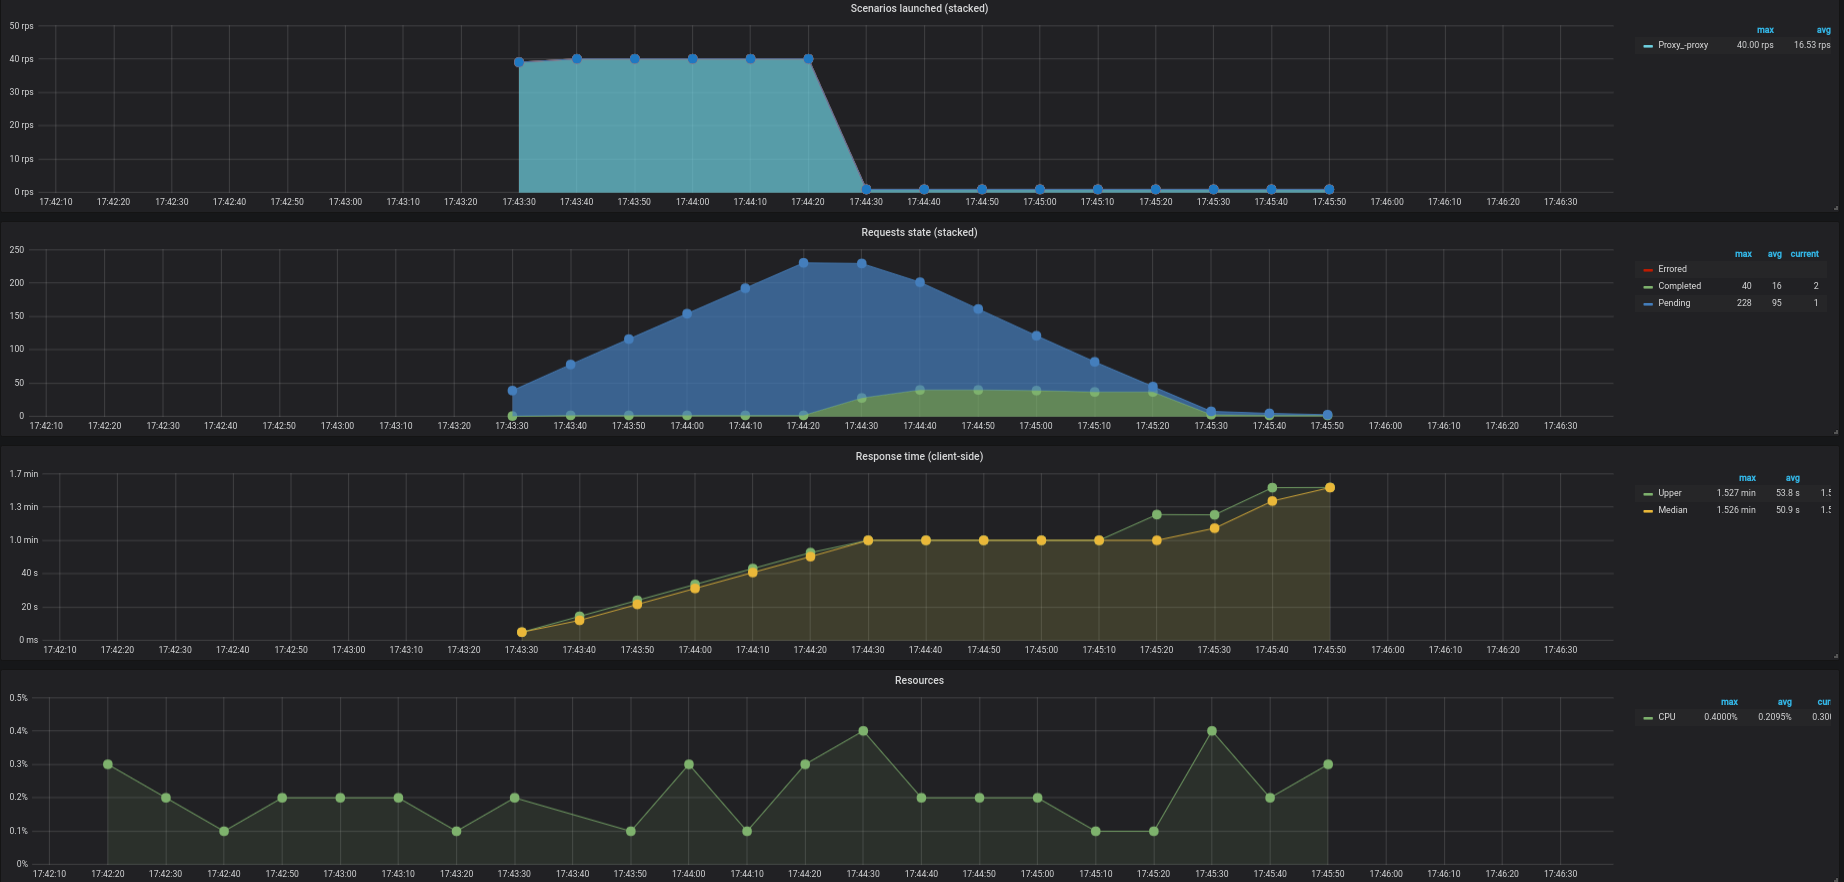 Scenarios launched (stacked)
50 rps
40 rps
30 rps
20 rps
10 rps
0 rps
17:42:10 17:42:20 17:42:30 17:42:40 17:42:50 17:43:00 17:43:10 17:43:20 17:43:30 17:43:40 17:43:50 17:44:00 17:44:10 17:44:20 17:44:30 17:44:40 17:44:50 17:45:00 17:45:10 17:45:20 17:45:30 17:45:40 17:45:50 17:46:00 17:46:10 17:46:20 17:46:30
max avg
Proxy_-proxy 40.00 rps 16.53 rps
Requests state (stacked)
250
200
150
100
50
0
17:42:10 17:42:20 17:42:30 17:42:40 17:42:50 17:43:00 17:43:10 17:43:20 17:43:30 17:43:40 17:43:50 17:44:00 17:44:10 17:44:20 17:44:30 17:44:40 17:44:50 17:45:00 17:45:10 17:45:20 17:45:30 17:45:40 17:45:50 17:46:00 17:46:10 17:46:20 17:46:30
max avg current
Errored
Completed 40 16 2
Pending 228 95 1
Response time (client-side)
1.7 min
1.3 min
1.0 min
40 s
20 s
0 ms
17:42:10 17:42:20 17:42:30 17:42:40 17:42:50 17:43:00 17:43:10 17:43:20 17:43:30 17:43:40 17:43:50 17:44:00 17:44:10 17:44:20 17:44:30 17:44:40 17:44:50 17:45:00 17:45:10 17:45:20 17:45:30 17:45:40 17:45:50 17:46:00 17:46:10 17:46:20 17:46:30
max avg
Upper 1.527 min 53.8 s
Median 1.526 min 50.9 s
Resources
0.5%
0.4%
0.3%
0.2%
0.1%
0%
17:42:10 17:42:20 17:42:30 17:42:40 17:42:50 17:43:00 17:43:10 17:43:20 17:43:30 17:43:40 17:43:50 17:44:00 17:44:10 17:44:20 17:44:30 17:44:40 17:44:50 17:45:00 17:45:10 17:45:20 17:45:30 17:45:40 17:45:50 17:46:00 17:46:10 17:46:20 17:46:30
max avg cur
CPU 0.4000% 0.2095% 0.30